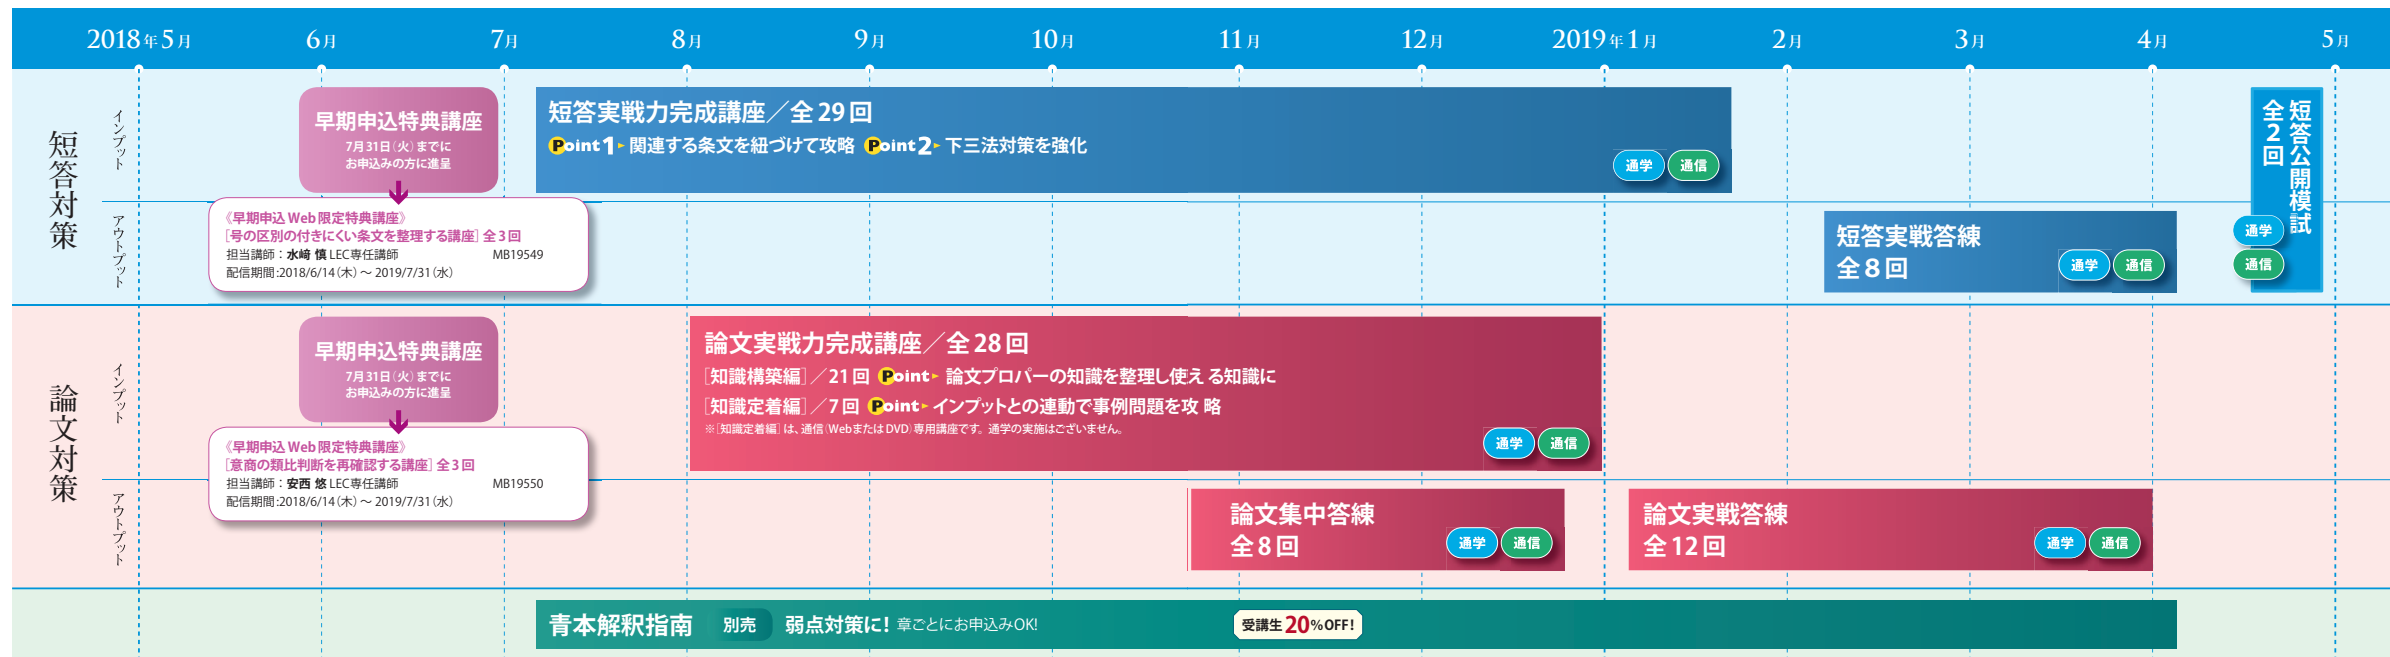 2018年5月 6月 7月 8月 9月 10月 11月 12月 2019年1月 2月 3月 4月 5月
短答対策
インプット
早期申込特典講座
7月31日(火)までに
お申込みの方に進呈
短答実戦力完成講座／全29回
Point1 関連する条文を紐づけて攻略 Point2 下三法対策を強化
通学 通信
短答公開模試
全2回
通学
通信
アウトプット
《早期申込Web限定特典講座》
[号の区別の付きにくい条文を整理する講座]全3回
担当講師：水﨑 慎 LEC専任講師 MB19549
配信期間:2018/6/14(木)～2019/7/31(水)
短答実戦答練
全8回
通学 通信
論文対策
インプット
早期申込特典講座
7月31日(火)までに
お申込みの方に進呈
論文実戦力完成講座／全28回
[知識構築編]／21回 Point 論文プロパーの知識を整理し使える知識に
[知識定着編]／7回 Point インプットとの連動で事例問題を攻略
※[知識定着編]は、通信(WebまたはDVD)専用講座です。通学の実施はございません。
通学 通信
アウトプット
《早期申込Web限定特典講座》
[意商の類比判断を再確認する講座]全3回
担当講師：安西 悠 LEC専任講師 MB19550
配信期間:2018/6/14(木)～2019/7/31(水)
論文集中答練
全8回
通学 通信
論文実戦答練
全12回
通学 通信
青本解釈指南 別売 弱点対策に！章ごとにお申込みOK! 受講生20%OFF!